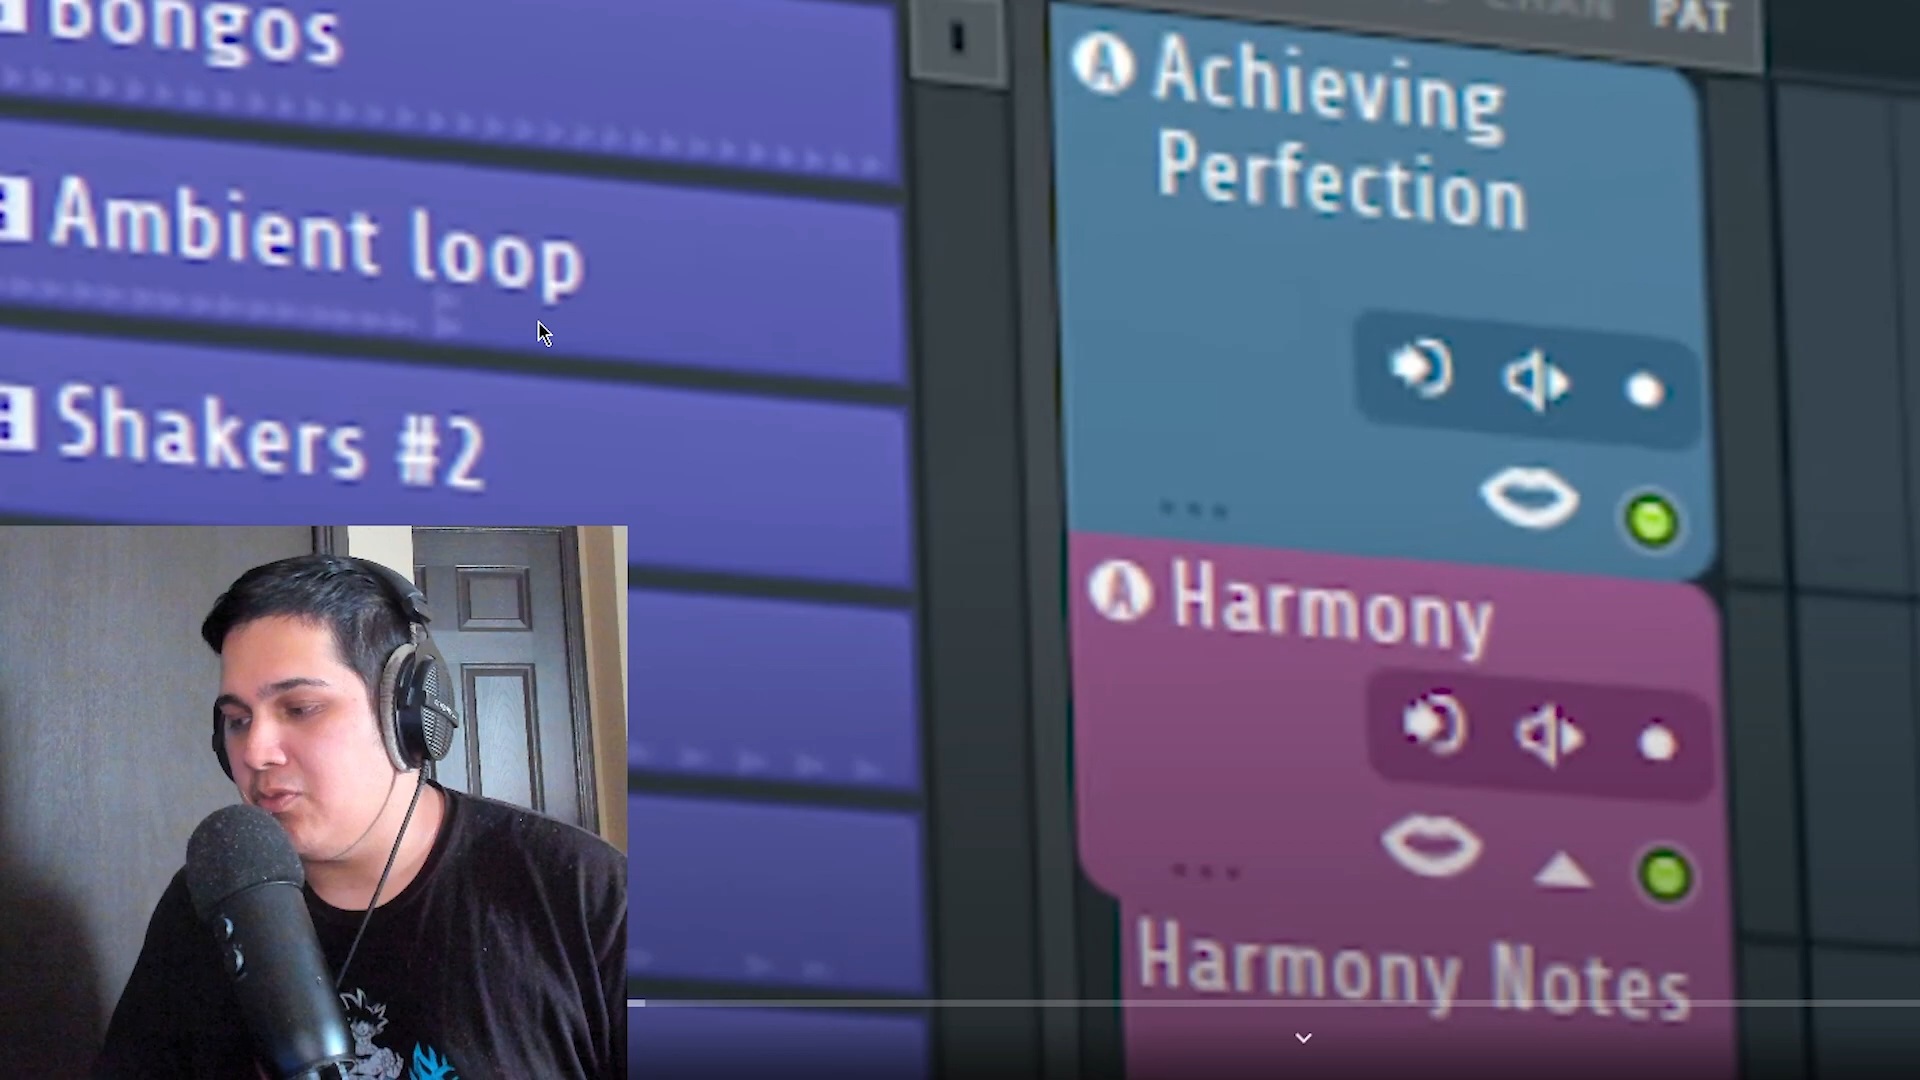 Bongos
Ambient loop
Shakers #2
PAT
A Achieving
Perfection
A Harmony
Harmony Notes